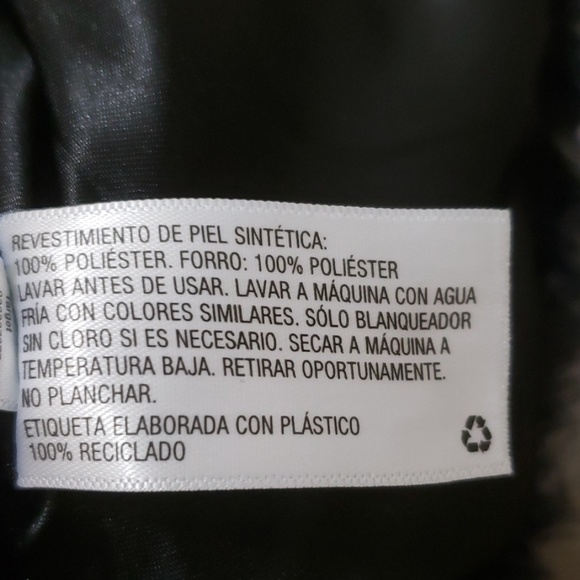 REVESTIMIENTO DE PIEL SINTÉTICA:
100% POLIÉSTER. FORRO: 100% POLIÉSTER
LAVAR ANTES DE USAR. LAVAR A MÁQUINA CON AGUA
FRÍA CON COLORES SIMILARES. SÓLO BLANQUEADOR
SIN CLORO SI ES NECESARIO. SECAR A MÁQUINA A
TEMPERATURA BAJA. RETIRAR OPORTUNAMENTE.
NO PLANCHAR.
ETIQUETA ELABORADA CON PLÁSTICO
100% RECICLADO